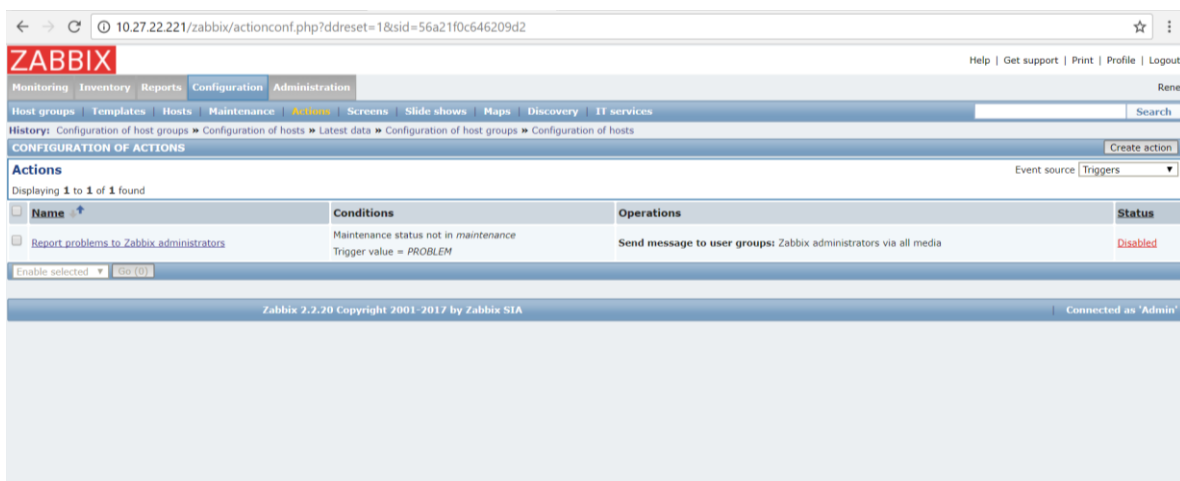 10.27.22.221/zabbix/actionconf.php?ddreset=1&sid=56a21f0c646209d2
ZABBIX
Help | Get support | Print | Profile | Logout
Monitoring Inventory Reports Configuration Administration
Rene
Host groups | Templates | Hosts | Maintenance | Actions | Screens | Slide shows | Maps | Discovery | IT services
Search
History: Configuration of host groups » Configuration of hosts » Latest data » Configuration of host groups » Configuration of hosts
CONFIGURATION OF ACTIONS
Create action
Actions
Event source Triggers
Displaying 1 to 1 of 1 found
Name Conditions Operations Status
Report problems to Zabbix administrators
Maintenance status not in maintenance
Trigger value = PROBLEM
Send message to user groups: Zabbix administrators via all media
Disabled
Enable selected Go (0)
Zabbix 2.2.20 Copyright 2001-2017 by Zabbix SIA
| Connected as 'Admin'